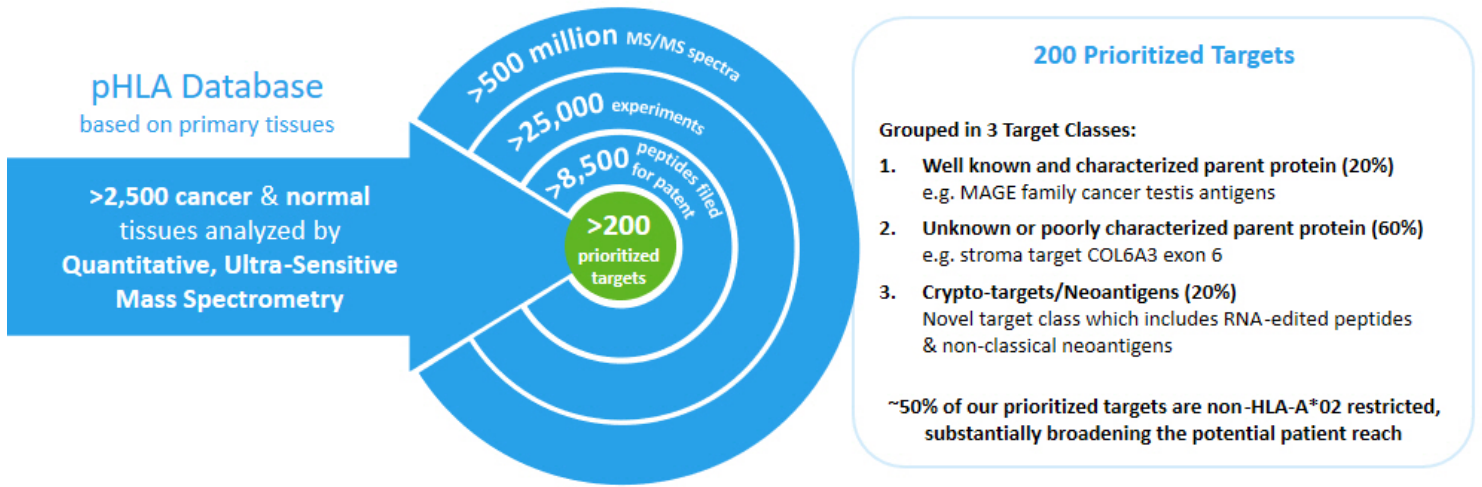 pHLA Database
based on primary tissues
>2,500 cancer & normal
tissues analyzed by
Quantitative, Ultra-Sensitive
Mass Spectrometry
>500 million MS/MS spectra
>25,000 experiments
>8,500 peptides filed
for patent
>200
prioritized
targets
200 Prioritized Targets
Grouped in 3 Target Classes:
1. Well known and characterized parent protein (20%)
e.g. MAGE family cancer testis antigens
2. Unknown or poorly characterized parent protein (60%)
e.g. stroma target COL6A3 exon 6
3. Crypto-targets/Neoantigens (20%)
Novel target class which includes RNA-edited peptides
& non-classical neoantigens
~50% of our prioritized targets are non-HLA-A*02 restricted,
substantially broadening the potential patient reach